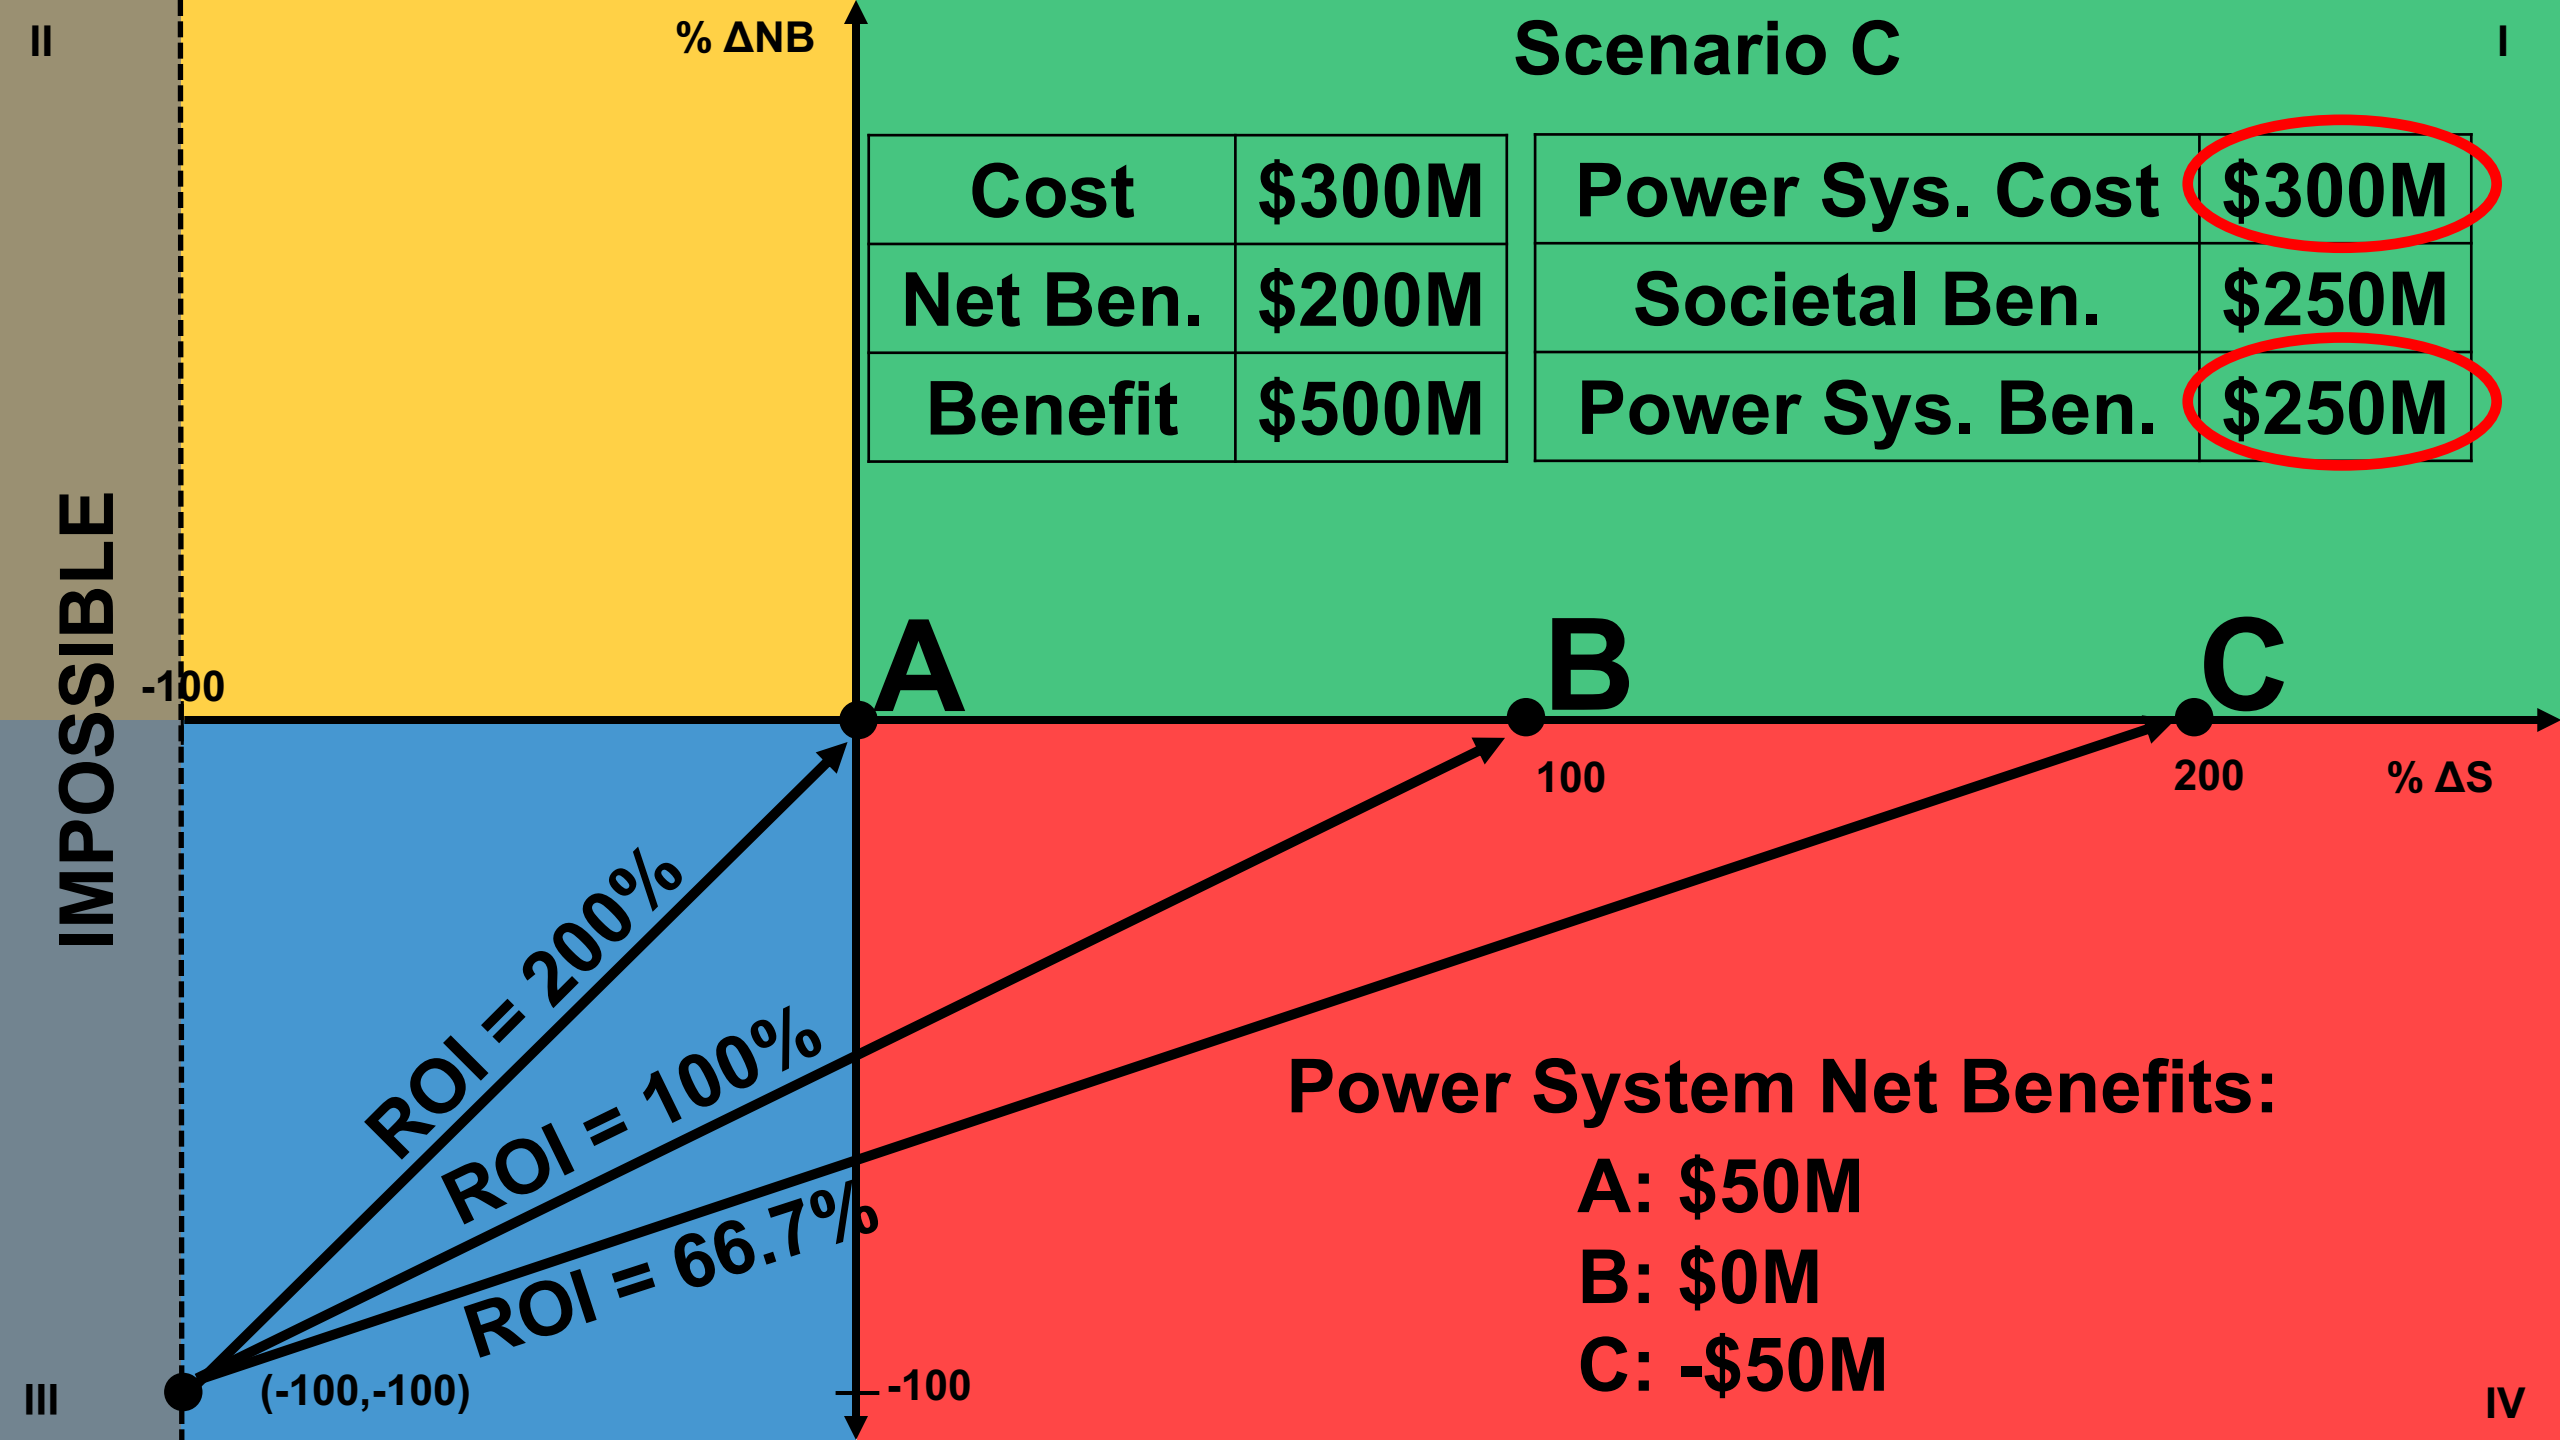 II
% ΔNB
Scenario C
I
Cost $300M
Net Ben. $200M
Benefit $500M
Power Sys. Cost $300M
Societal Ben. $250M
Power Sys. Ben. $250M
IMPOSSIBLE
-100
A
B
C
100
200
% ΔS
ROI = 200%
ROI = 100%
ROI = 66.7%
Power System Net Benefits:
A: $50M
B: $0M
C: -$50M
III
(-100,-100)
-100
IV